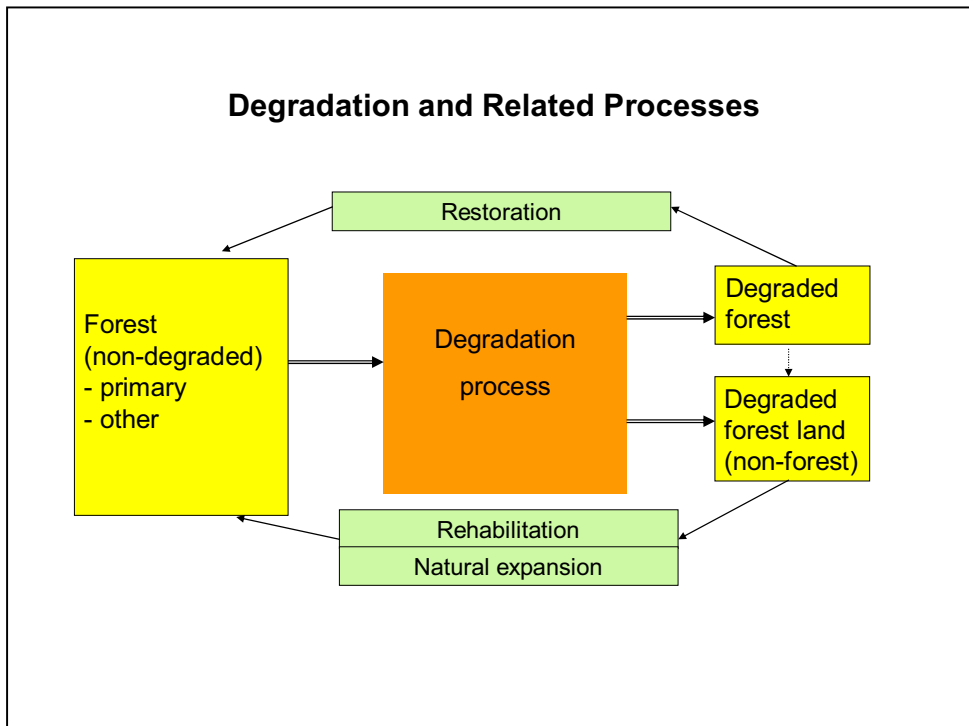 Degradation and Related Processes
Restoration
Forest
(non-degraded)
- primary
- other
Degradation
process
Degraded
forest
Degraded
forest land
(non-forest)
Rehabilitation
Natural expansion